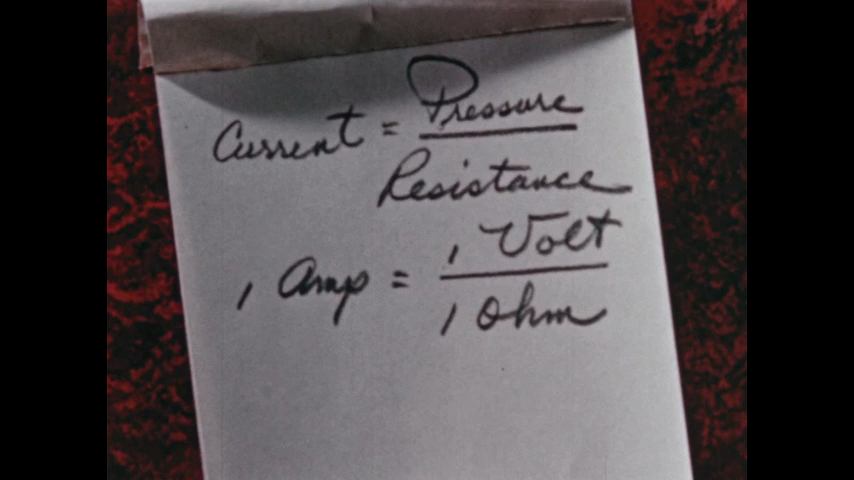 Current = Pressure
Resistance
1 Amp = 1 Volt
1 Ohm